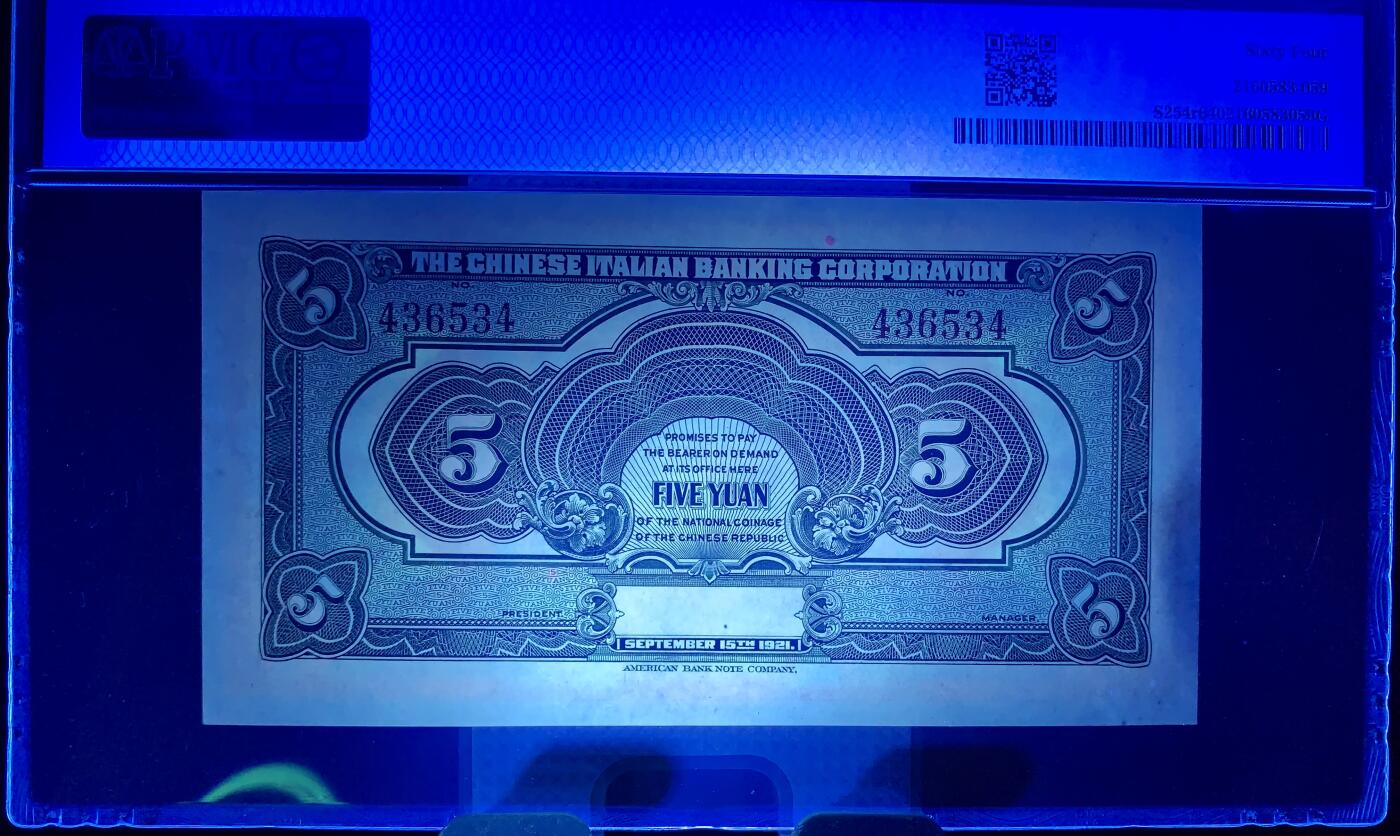 PMG
Sixty Four
THE CHINESE ITALIAN BANKING CORPORATION
5
5
NO.
NO.
436534
436534
5
5
PROMISES TO PAY
THE BEARER ON DEMAND
AT ITS OFFICE HERE
FIVE YUAN
OF THE NATIONAL COINAGE
OF THE CHINESE REPUBLIC
5
5
PRESIDENT
MANAGER
SEPTEMBER 15TH 1921.
AMERICAN BANK NOTE COMPANY.